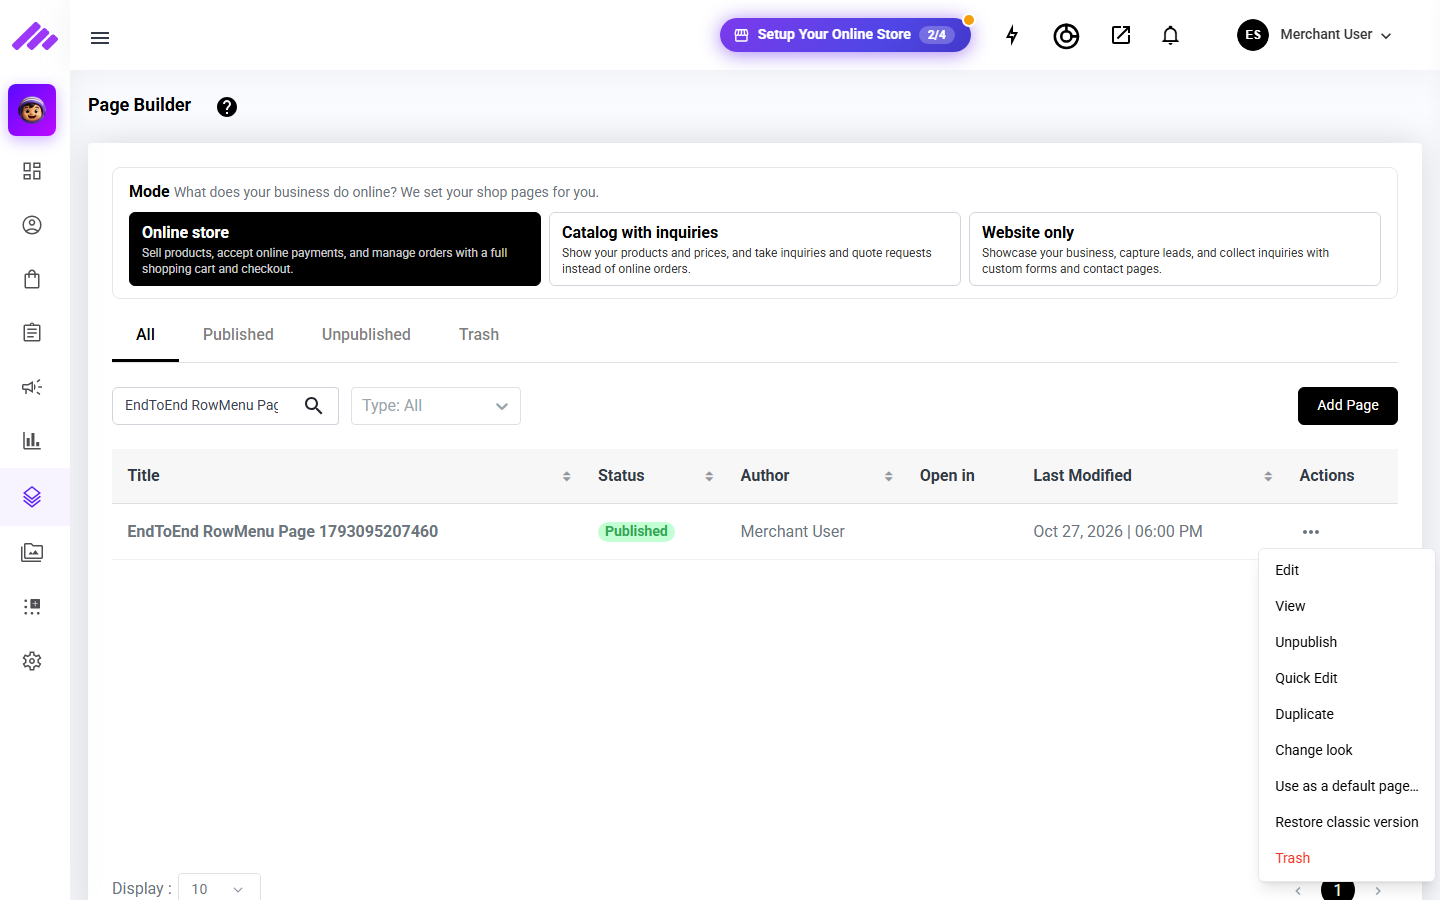 Setup Your Online Store 2/4
ES Merchant User
Page Builder
Mode What does your business do online? We set your shop pages for you.
Online store
Sell products, accept online payments, and manage orders with a full
shopping cart and checkout.
Catalog with inquiries
Show your products and prices, and take inquiries and quote requests
instead of online orders.
Website only
Showcase your business, capture leads, and collect inquiries with
custom forms and contact pages.
All Published Unpublished Trash
EndToEnd RowMenu Pag
Type: All
Add Page
Title Status Author Open in Last Modified Actions
EndToEnd RowMenu Page 1793095207460 Published Merchant User Oct 27, 2026 | 06:00 PM
Edit
View
Unpublish
Quick Edit
Duplicate
Change look
Use as a default page...
Restore classic version
Trash
Display : 10
1